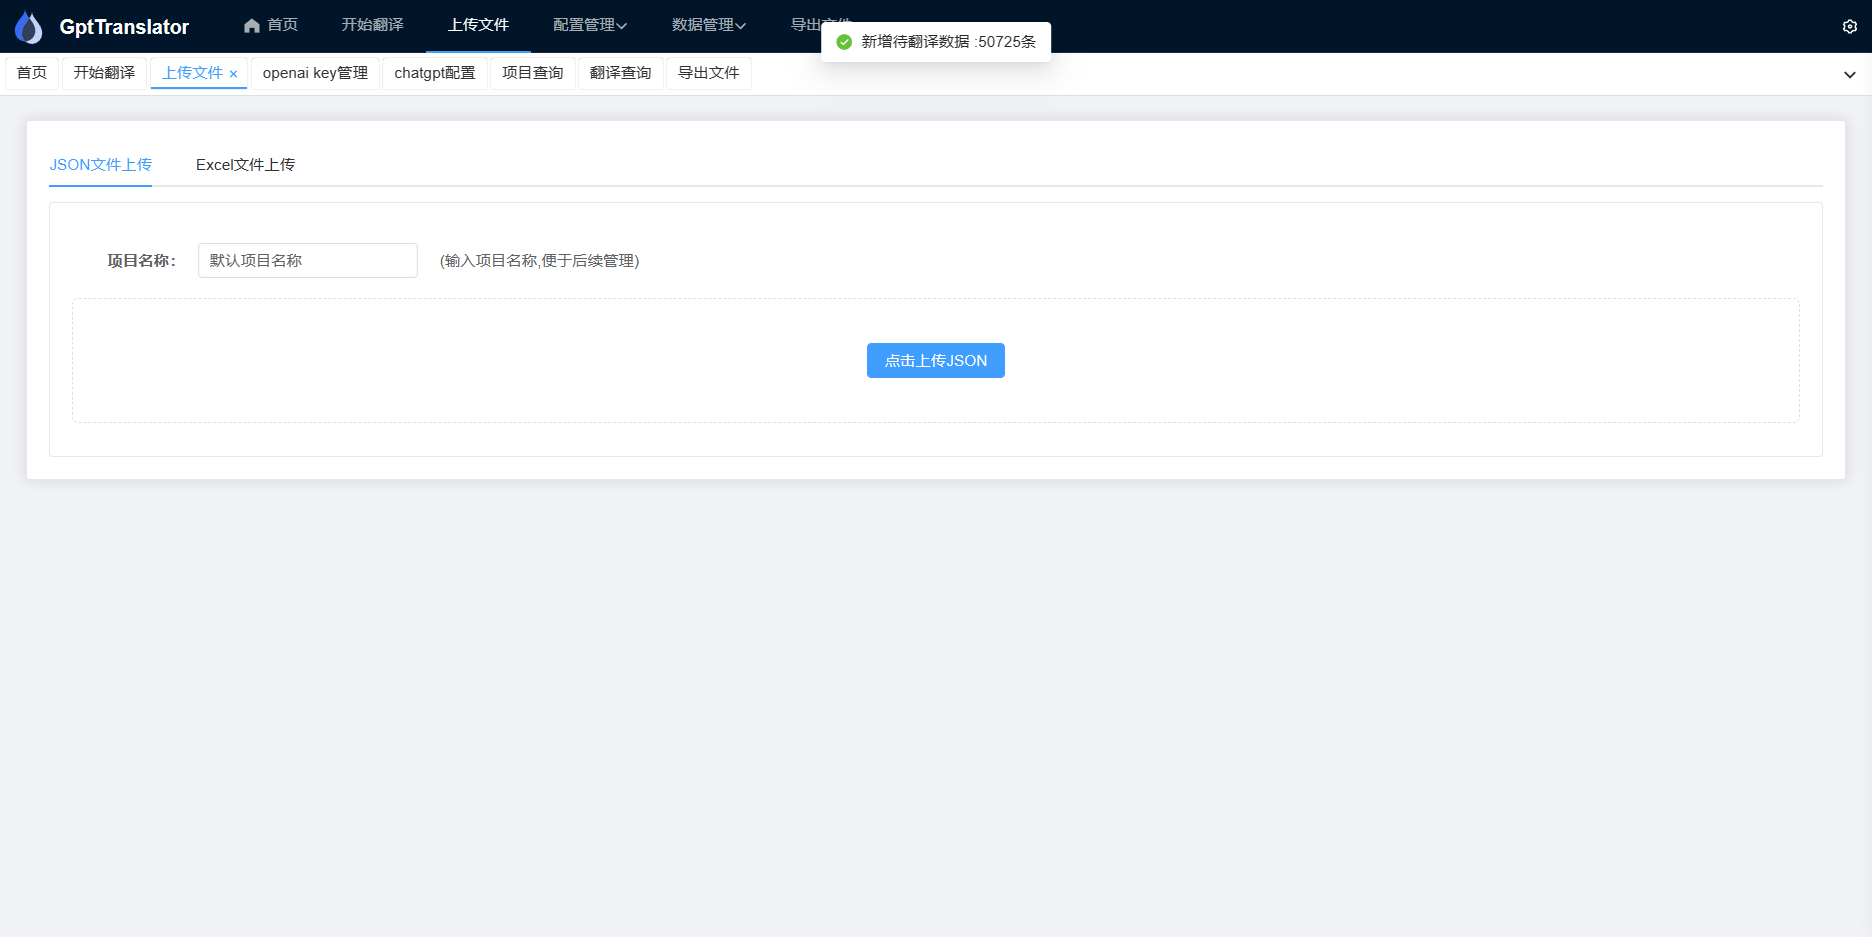 GptTranslator
首页
开始翻译
上传文件
配置管理
数据管理
导出
新增待翻译数据 :50725条
首页
开始翻译
上传文件
openai key管理
chatgpt配置
项目查询
翻译查询
导出文件
JSON文件上传
Excel文件上传
项目名称：
默认项目名称
(输入项目名称,便于后续管理)
点击上传JSON